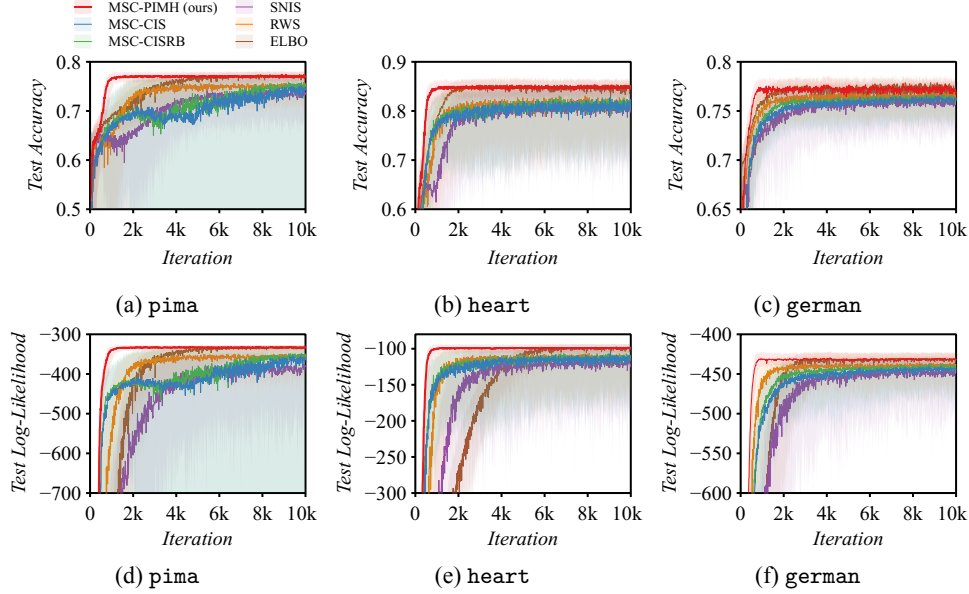 MSC-PIMH (ours) SNIS
MSC-CIS RWS
MSC-CISRB ELBO
Test Accuracy
0.8
0.7
0.6
0.5
0 2k 4k 6k 8k 10k
Iteration
(a) pima
Test Accuracy
0.9
0.8
0.7
0.6
0 2k 4k 6k 8k 10k
Iteration
(b) heart
Test Accuracy
0.8
0.75
0.7
0.65
0 2k 4k 6k 8k 10k
Iteration
(c) german
Test Log-Likelihood
−300
−400
−500
−600
−700
0 2k 4k 6k 8k 10k
Iteration
(d) pima
Test Log-Likelihood
−100
−150
−200
−250
−300
0 2k 4k 6k 8k 10k
Iteration
(e) heart
Test Log-Likelihood
−400
−450
−500
−550
−600
0 2k 4k 6k 8k 10k
Iteration
(f) german